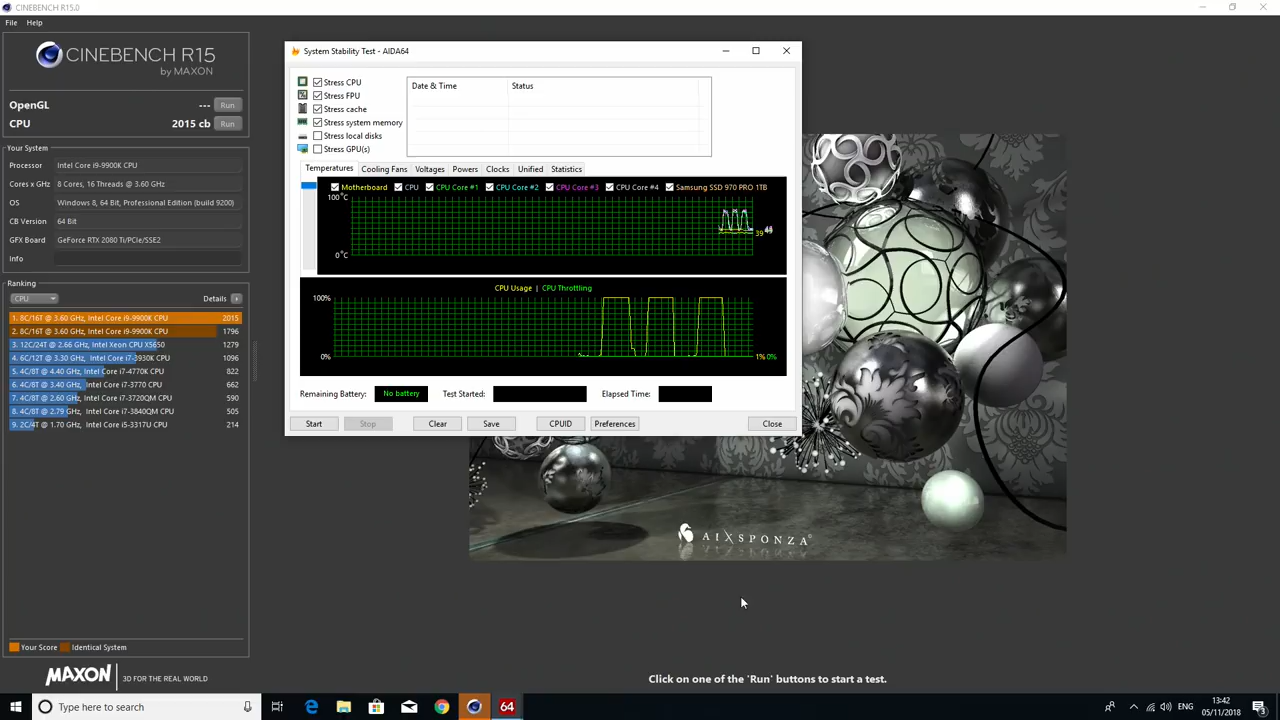 CINEBENCH R15.0
File Help
CINEBENCH R15
by MAXON
OpenGL --- Run
CPU 2015 cb Run
Your System
Processor Intel Core i9-9900K CPU
Cores x GHz 8 Cores, 16 Threads @ 3.60 GHz
OS Windows 8, 64 Bit, Professional Edition (build 9200)
CB Version 64 Bit
GFX Board GeForce RTX 2080 Ti/PCIe/SSE2
Info
Ranking
CPU Details
1. 8C/16T @ 3.60 GHz, Intel Core i9-9900K CPU 2015
2. 8C/16T @ 3.60 GHz, Intel Core i9-9900K CPU 1796
3. 12C/24T @ 2.66 GHz, Intel Xeon CPU X5650 1279
4. 6C/12T @ 3.30 GHz, Intel Core i7-3930K CPU 1096
5. 4C/8T @ 4.40 GHz, Intel Core i7-4770K CPU 822
6. 4C/8T @ 3.40 GHz, Intel Core i7-3770 CPU 662
7. 4C/8T @ 2.60 GHz, Intel Core i7-3720QM CPU 590
8. 4C/8T @ 2.79 GHz, Intel Core i7-3840QM CPU 505
9. 2C/4T @ 1.70 GHz, Intel Core i5-3317U CPU 214
Your Score Identical System
MAXON 3D FOR THE REAL WORLD
System Stability Test - AIDA64
Stress CPU
Stress FPU
Stress cache
Stress system memory
Stress local disks
Stress GPU(s)
Date & Time Status
Temperatures Cooling Fans Voltages Powers Clocks Unified Statistics
Motherboard CPU CPU Core #1 CPU Core #2 CPU Core #3 CPU Core #4 Samsung SSD 970 PRO 1TB
100°C
39
0°C
CPU Usage | CPU Throttling
100%
0% 1% 0%
Remaining Battery: No battery Test Started: Elapsed Time:
Start Stop Clear Save CPUID Preferences Close
AIXSPONZA
Click on one of the 'Run' buttons to start a test.
Type here to search
64
ENG
13:42
05/11/2018
3